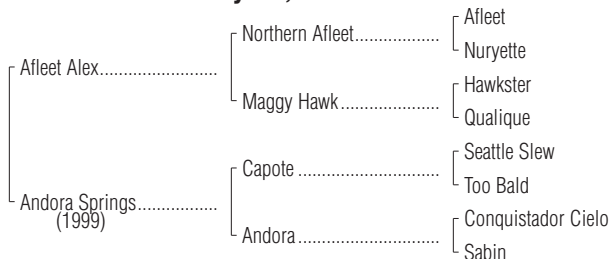 Afleet
Northern Afleet....................
Nuryette
Afleet Alex............................
Hawkster
Maggy Hawk.......................
Qualique
Seattle Slew
Capote .................................
Too Bald
Andora Springs...................
(1999)
Conquistador Cielo
Andora.................................
Sabin